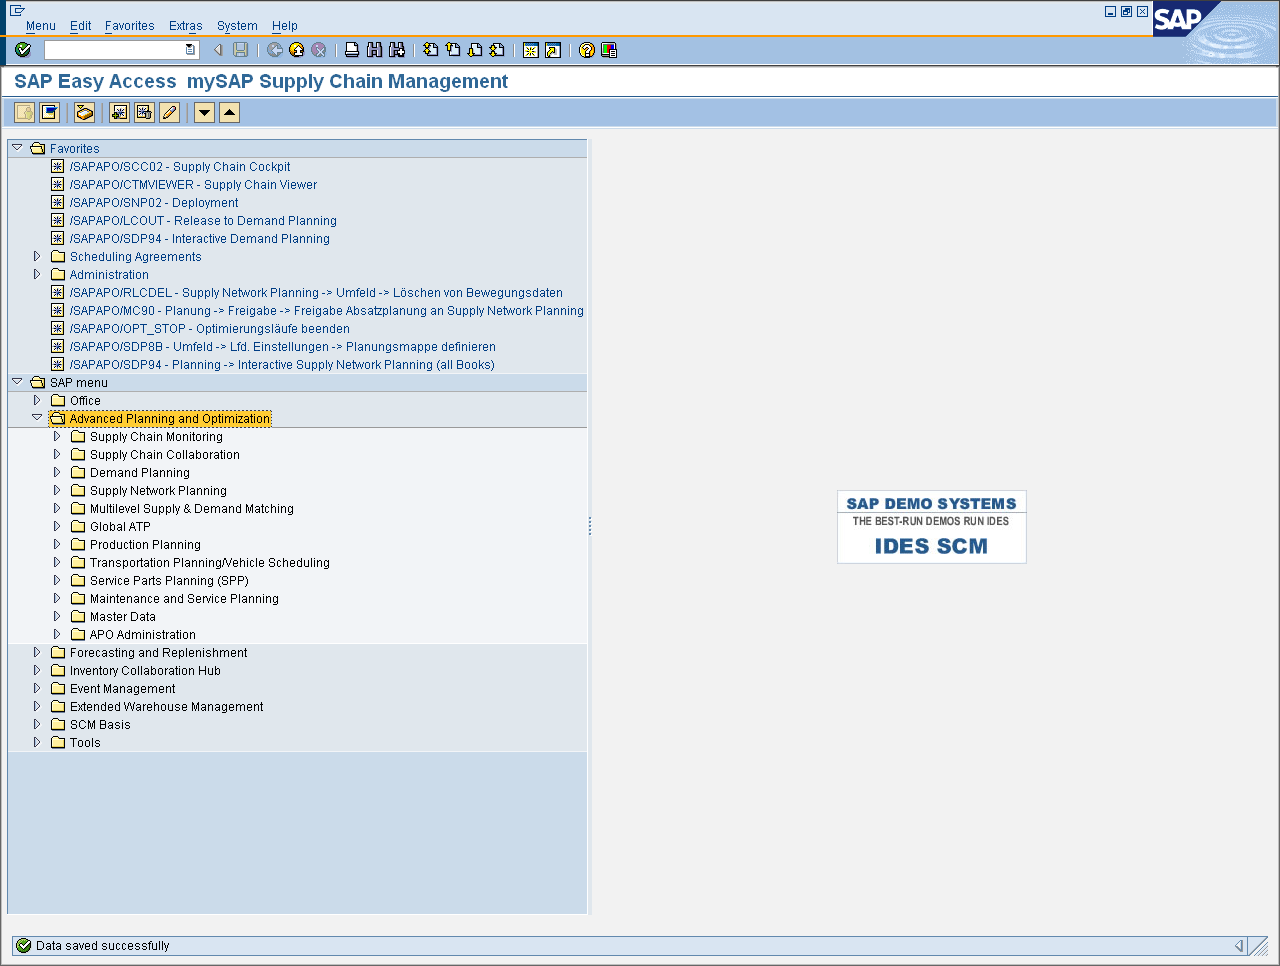 Menu Edit Favorites Extras System Help
SAP
SAP Easy Access mySAP Supply Chain Management
Favorites
/SAPAPO/SCC02 - Supply Chain Cockpit
/SAPAPO/CTMVIEWER - Supply Chain Viewer
/SAPAPO/SNP02 - Deployment
/SAPAPO/LCOUT - Release to Demand Planning
/SAPAPO/SDP94 - Interactive Demand Planning
Scheduling Agreements
Administration
/SAPAPO/RLCDEL - Supply Network Planning -> Umfeld -> Löschen von Bewegungsdaten
/SAPAPO/MC90 - Planung -> Freigabe -> Freigabe Absatzplanung an Supply Network Planning
/SAPAPO/OPT_STOP - Optimierungsläufe beenden
/SAPAPO/SDP8B - Umfeld -> Lfd. Einstellungen -> Planungsmappe definieren
/SAPAPO/SDP94 - Planning -> Interactive Supply Network Planning (all Books)
SAP menu
Office
Advanced Planning and Optimization
Supply Chain Monitoring
Supply Chain Collaboration
Demand Planning
Supply Network Planning
Multilevel Supply & Demand Matching
Global ATP
Production Planning
Transportation Planning/Vehicle Scheduling
Service Parts Planning (SPP)
Maintenance and Service Planning
Master Data
APO Administration
Forecasting and Replenishment
Inventory Collaboration Hub
Event Management
Extended Warehouse Management
SCM Basis
Tools
SAP DEMO SYSTEMS
THE BEST-RUN DEMOS RUN IDES
IDES SCM
Data saved successfully